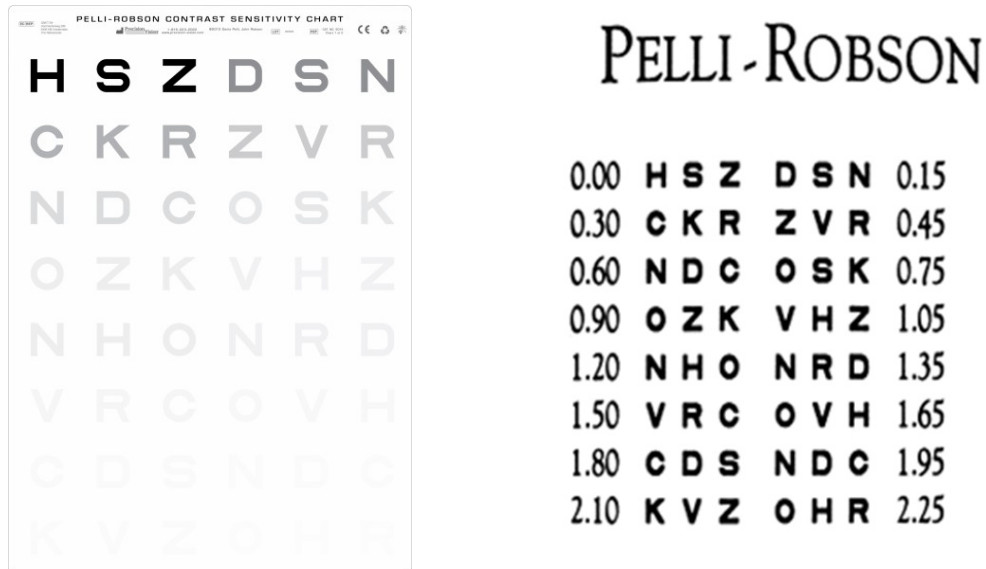 PELLI-ROBSON CONTRAST SENSITIVITY CHART
H S Z D S N
C K R Z V R
N D C O S K
O Z K V H Z
N H O N R D
V R C O V H
C D S N D C
K V Z O H R
PELLI-ROBSON
0.00 H S Z D S N 0.15
0.30 C K R Z V R 0.45
0.60 N D C O S K 0.75
0.90 O Z K V H Z 1.05
1.20 N H O N R D 1.35
1.50 V R C O V H 1.65
1.80 C D S N D C 1.95
2.10 K V Z O H R 2.25